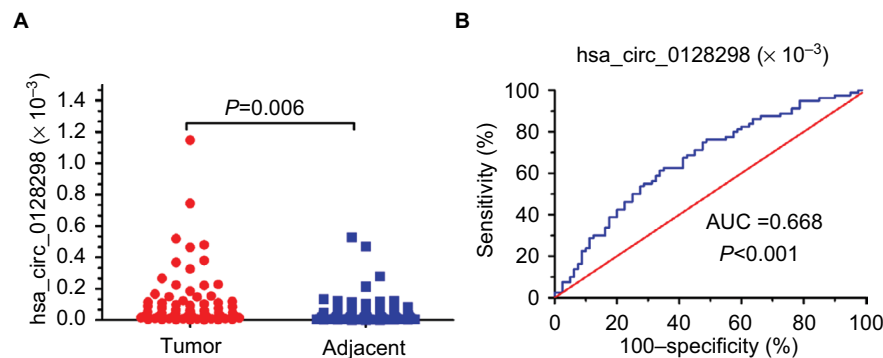 A
hsa_circ_0128298 (× 10⁻³)
1.4
1.2
1.0
0.8
0.6
0.4
0.2
0.0
P=0.006
Tumor
Adjacent
B
hsa_circ_0128298 (× 10⁻³)
Sensitivity (%)
100
80
60
40
20
0
AUC =0.668
P<0.001
0 20 40 60 80 100
100–specificity (%)